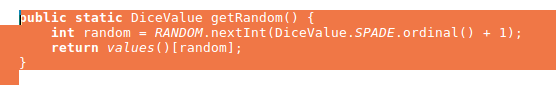 public static DiceValue getRandom() {
    int random = RANDOM.nextInt(DiceValue.SPADE.ordinal() + 1);
    return values()[random];
}